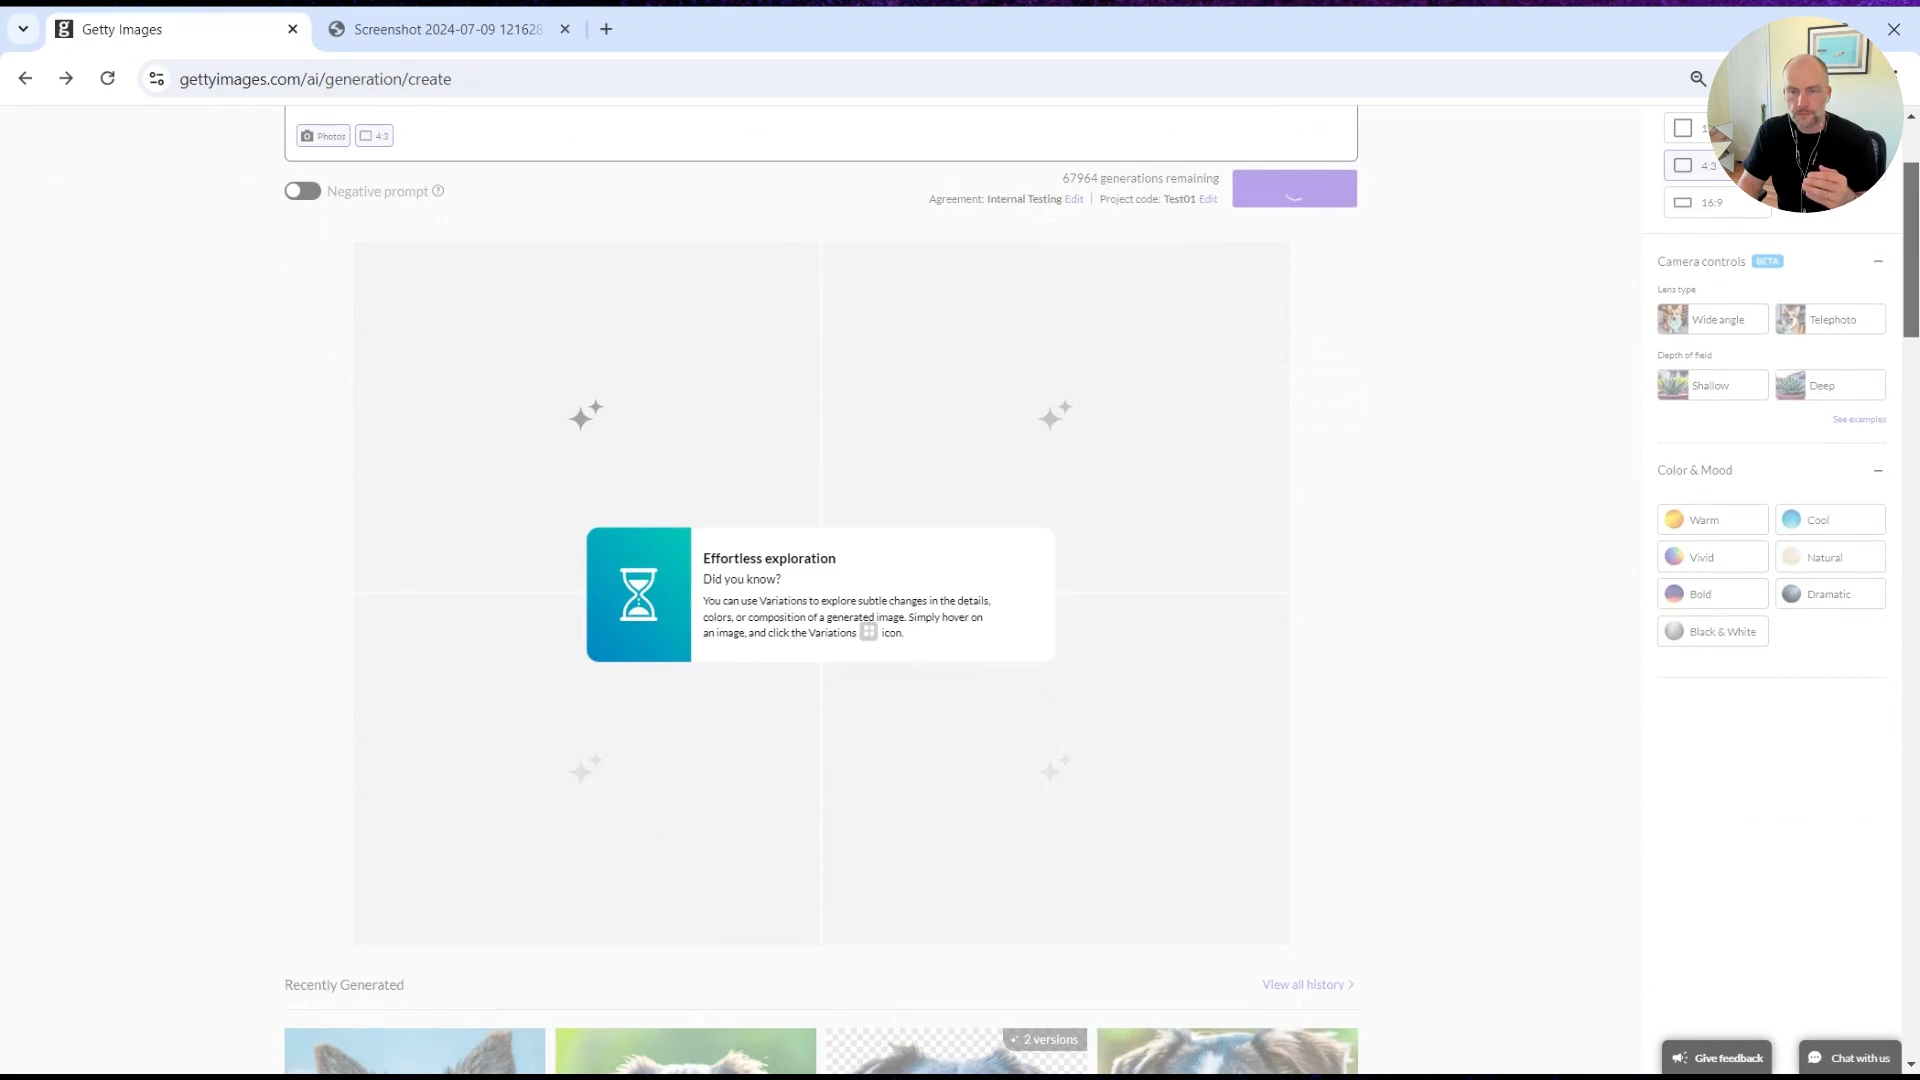 Getty Images
Screenshot 2024-07-09 121628
gettyimages.com/ai/generation/create
Photos
4:3
4:3
16:9
Negative prompt
67964 generations remaining
Agreement: Internal Testing Edit | Project code: Test01 Edit
Camera controls BETA
Lens type
Wide angle
Telephoto
Depth of field
Shallow
Deep
See examples
Color & Mood
Warm
Cool
Vivid
Natural
Bold
Dramatic
Black & White
Effortless exploration
Did you know?
You can use Variations to explore subtle changes in the details,
colors, or composition of a generated image. Simply hover on
an image, and click the Variations icon.
Recently Generated
View all history
2 versions
Give feedback
Chat with us